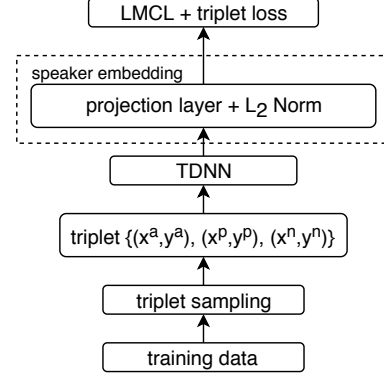 LMCL + triplet loss
speaker embedding
projection layer + L₂ Norm
TDNN
triplet {(xᵃ,yᵃ), (xᵖ,yᵖ), (xⁿ,yⁿ)}
triplet sampling
training data